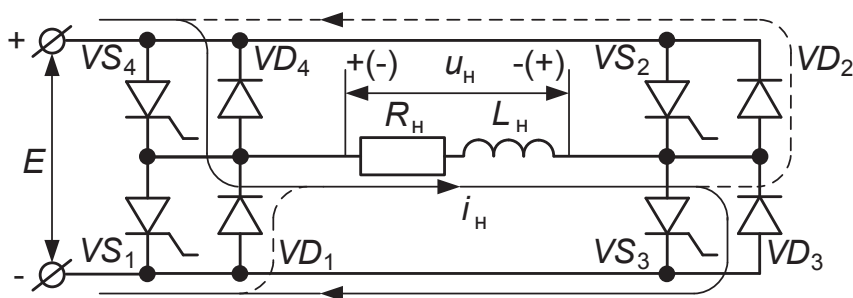 + VS4 VD4 +(-) uн -(+) VS2 VD2
Rн Lн
E
iн
- VS1 VD1 VS3 VD3